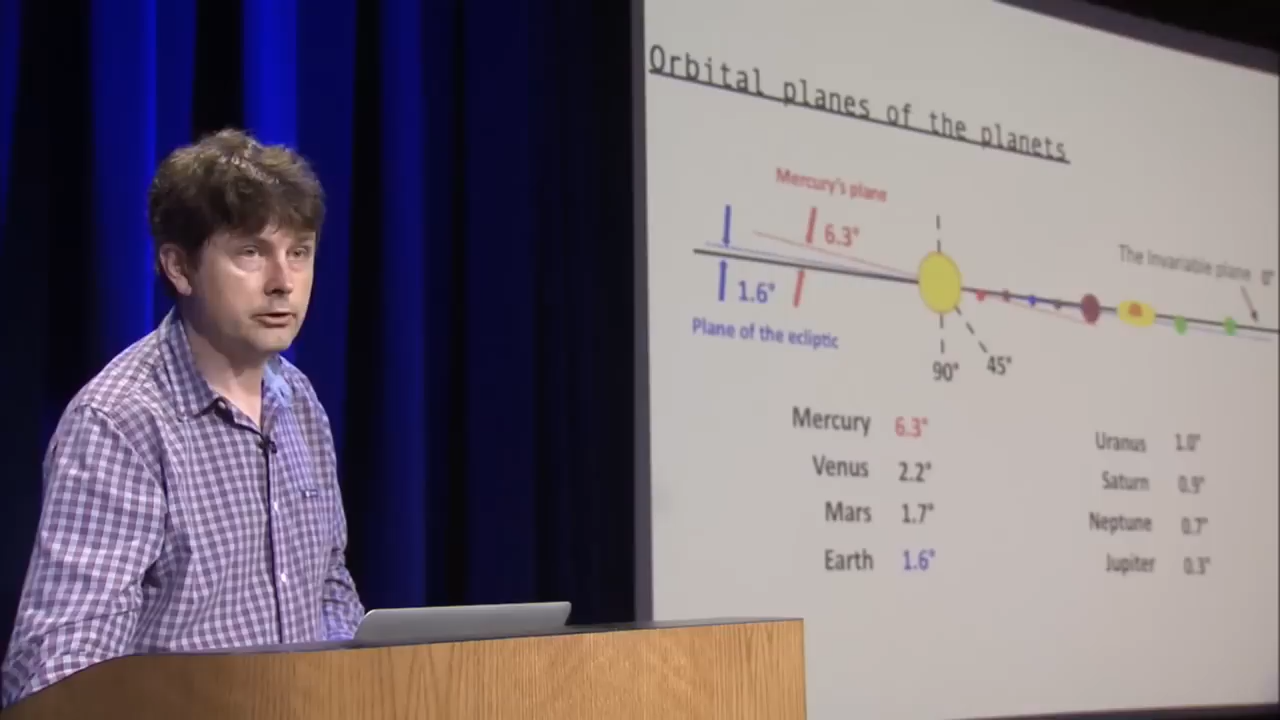 Orbital planes of the planets
Mercury's plane
6.3°
The Invariable plane 0°
1.6°
Plane of the ecliptic
90°
45°
Mercury 6.3°
Venus 2.2°
Mars 1.7°
Earth 1.6°
Uranus 1.0°
Saturn 0.9°
Neptune 0.7°
Jupiter 0.3°